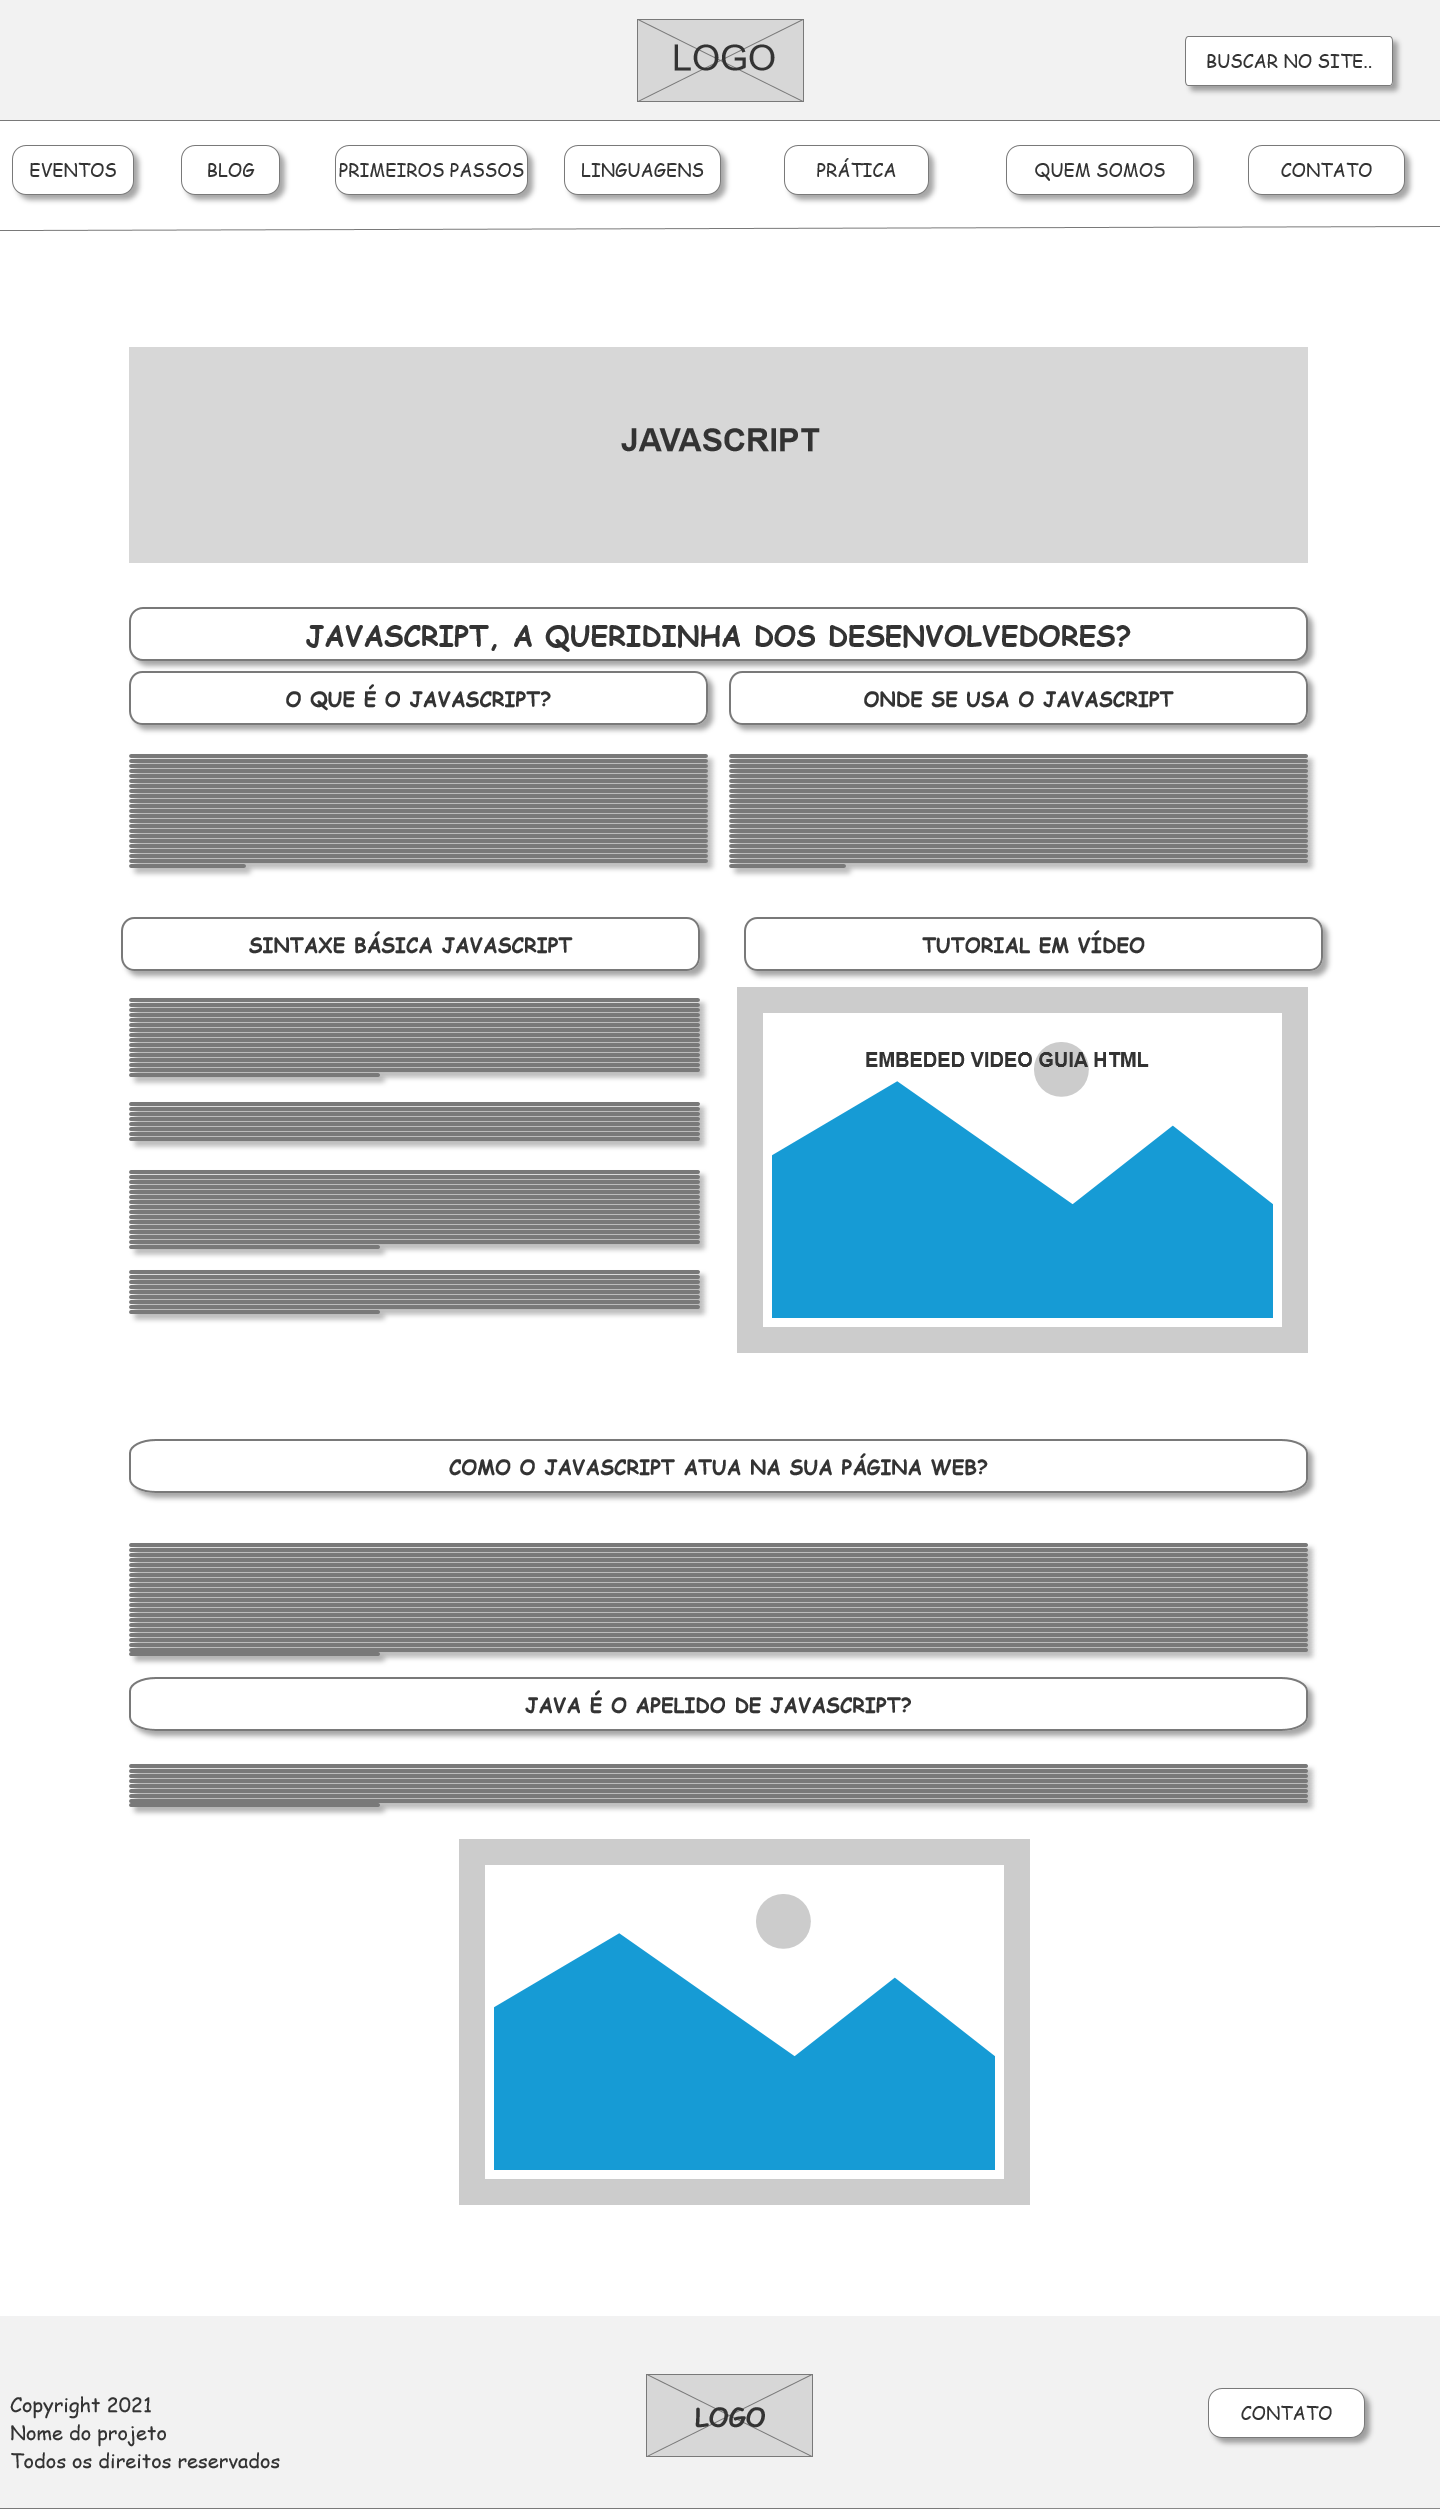 LOGO
BUSCAR NO SITE..
EVENTOS
BLOG
PRIMEIROS PASSOS
LINGUAGENS
PRÁTICA
QUEM SOMOS
CONTATO
JAVASCRIPT
JAVASCRIPT, A QUERIDINHA DOS DESENVOLVEDORES?
O QUE É O JAVASCRIPT?
ONDE SE USA O JAVASCRIPT
SINTAXE BÁSICA JAVASCRIPT
TUTORIAL EM VÍDEO
EMBEDED VIDEO GUIA HTML
COMO O JAVASCRIPT ATUA NA SUA PÁGINA WEB?
JAVA É O APELIDO DE JAVASCRIPT?
Copyright 2021
Nome do projeto
Todos os direitos reservados
LOGO
CONTATO